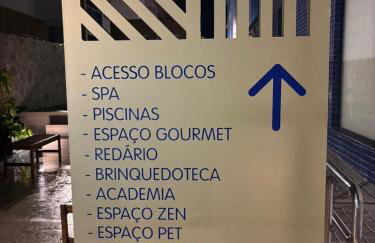 - ACESSO BLOCOS
- SPA
- PISCINAS
- ESPAÇO GOURMET
- REDÁRIO
- BRINQUEDOTECA
- ACADEMIA
- ESPAÇO ZEN
- ESPAÇO PET